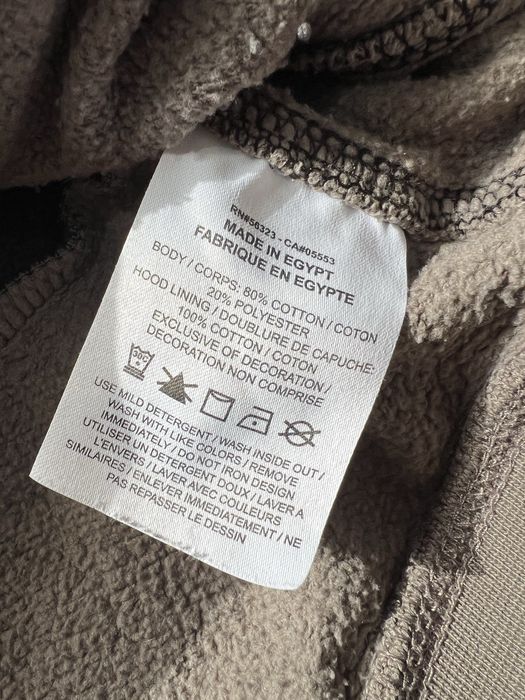 RN#56323 - CA#05553
MADE IN EGYPT
FABRIQUE EN EGYPTE
BODY / CORPS: 80% COTTON / COTON
20% POLYESTER
HOOD LINING / DOUBLURE DE CAPUCHE:
100% COTTON / COTON
EXCLUSIVE OF DECORATION /
DECORATION NON COMPRISE
30C
USE MILD DETERGENT / WASH INSIDE OUT /
WASH WITH LIKE COLORS / REMOVE
IMMEDIATELY / DO NOT IRON DESIGN
UTILISER UN DETERGENT DOUX / LAVER A
L'ENVERS / LAVER AVEC COULEURS
SIMILAIRES / ENLEVER IMMEDIATEMENT / NE
PAS REPASSER LE DESSIN